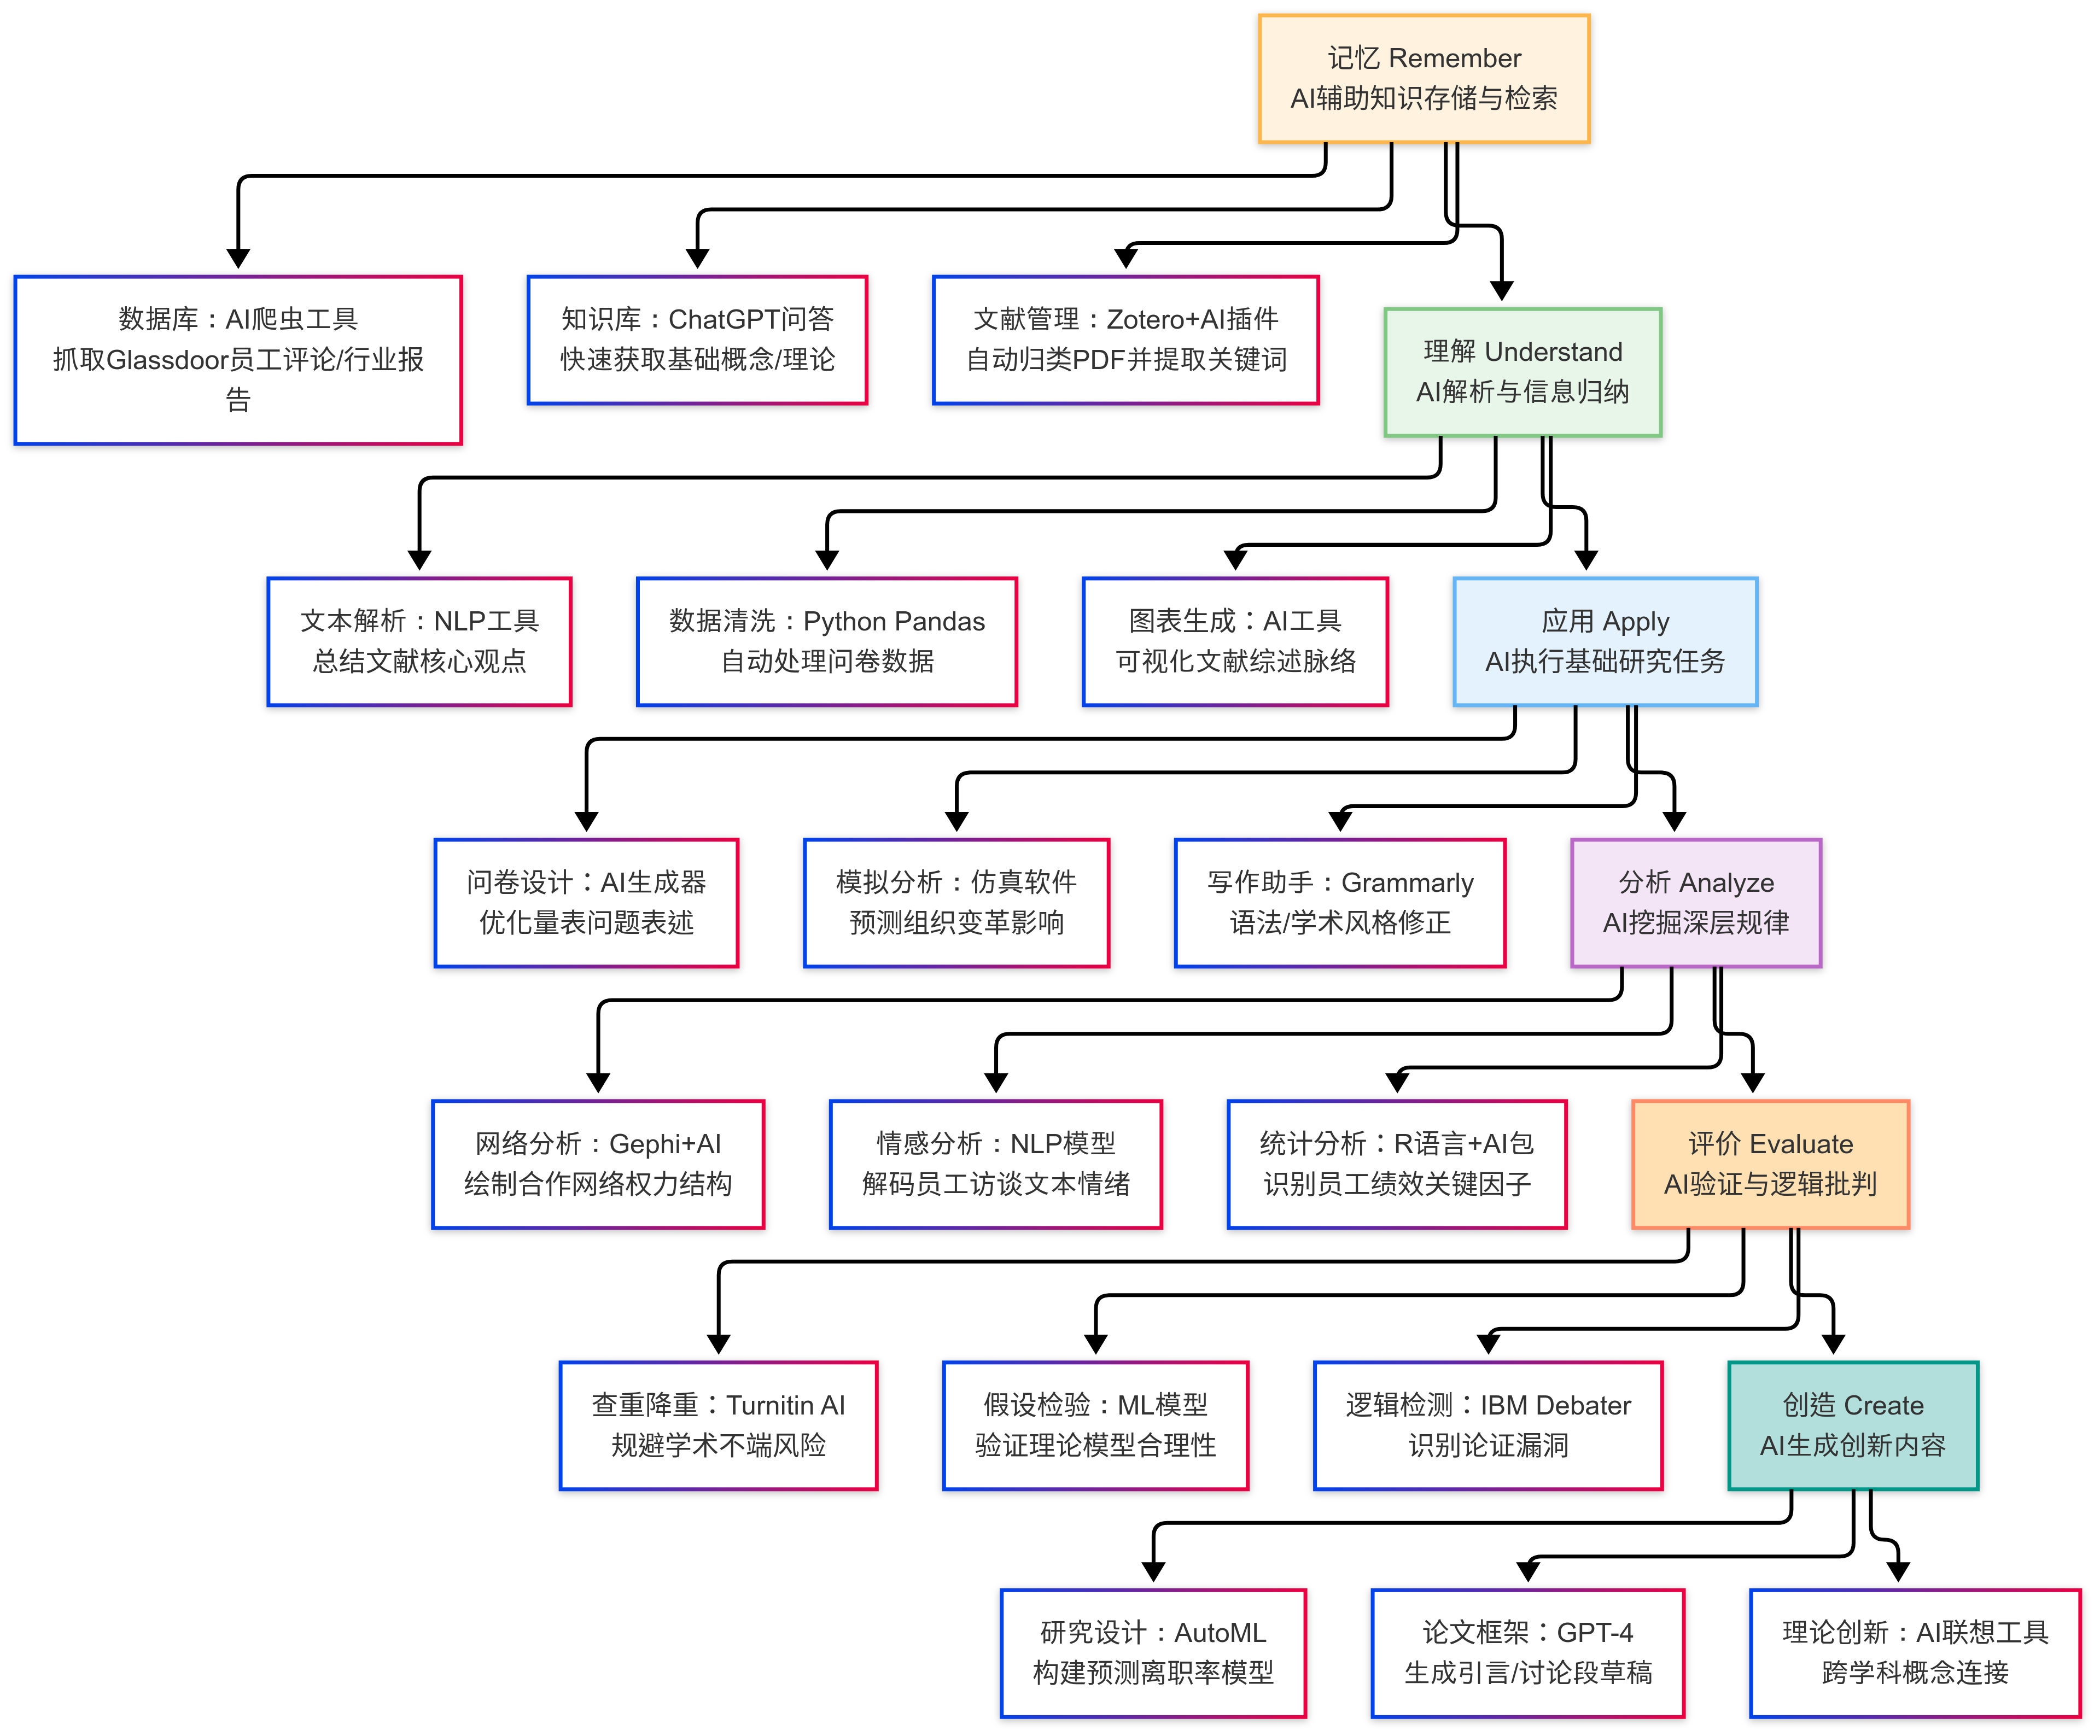 记忆 Remember
AI辅助知识存储与检索
数据库：AI爬虫工具
抓取Glassdoor员工评论/行业报
告
知识库：ChatGPT问答
快速获取基础概念/理论
文献管理：Zotero+AI插件
自动归类PDF并提取关键词
理解 Understand
AI解析与信息归纳
文本解析：NLP工具
总结文献核心观点
数据清洗：Python Pandas
自动处理问卷数据
图表生成：AI工具
可视化文献综述脉络
应用 Apply
AI执行基础研究任务
问卷设计：AI生成器
优化量表问题表述
模拟分析：仿真软件
预测组织变革影响
写作助手：Grammarly
语法/学术风格修正
分析 Analyze
AI挖掘深层规律
网络分析：Gephi+AI
绘制合作网络权力结构
情感分析：NLP模型
解码员工访谈文本情绪
统计分析：R语言+AI包
识别员工绩效关键因子
评价 Evaluate
AI验证与逻辑批判
查重降重：Turnitin AI
规避学术不端风险
假设检验：ML模型
验证理论模型合理性
逻辑检测：IBM Debater
识别论证漏洞
创造 Create
AI生成创新内容
研究设计：AutoML
构建预测离职率模型
论文框架：GPT-4
生成引言/讨论段草稿
理论创新：AI联想工具
跨学科概念连接